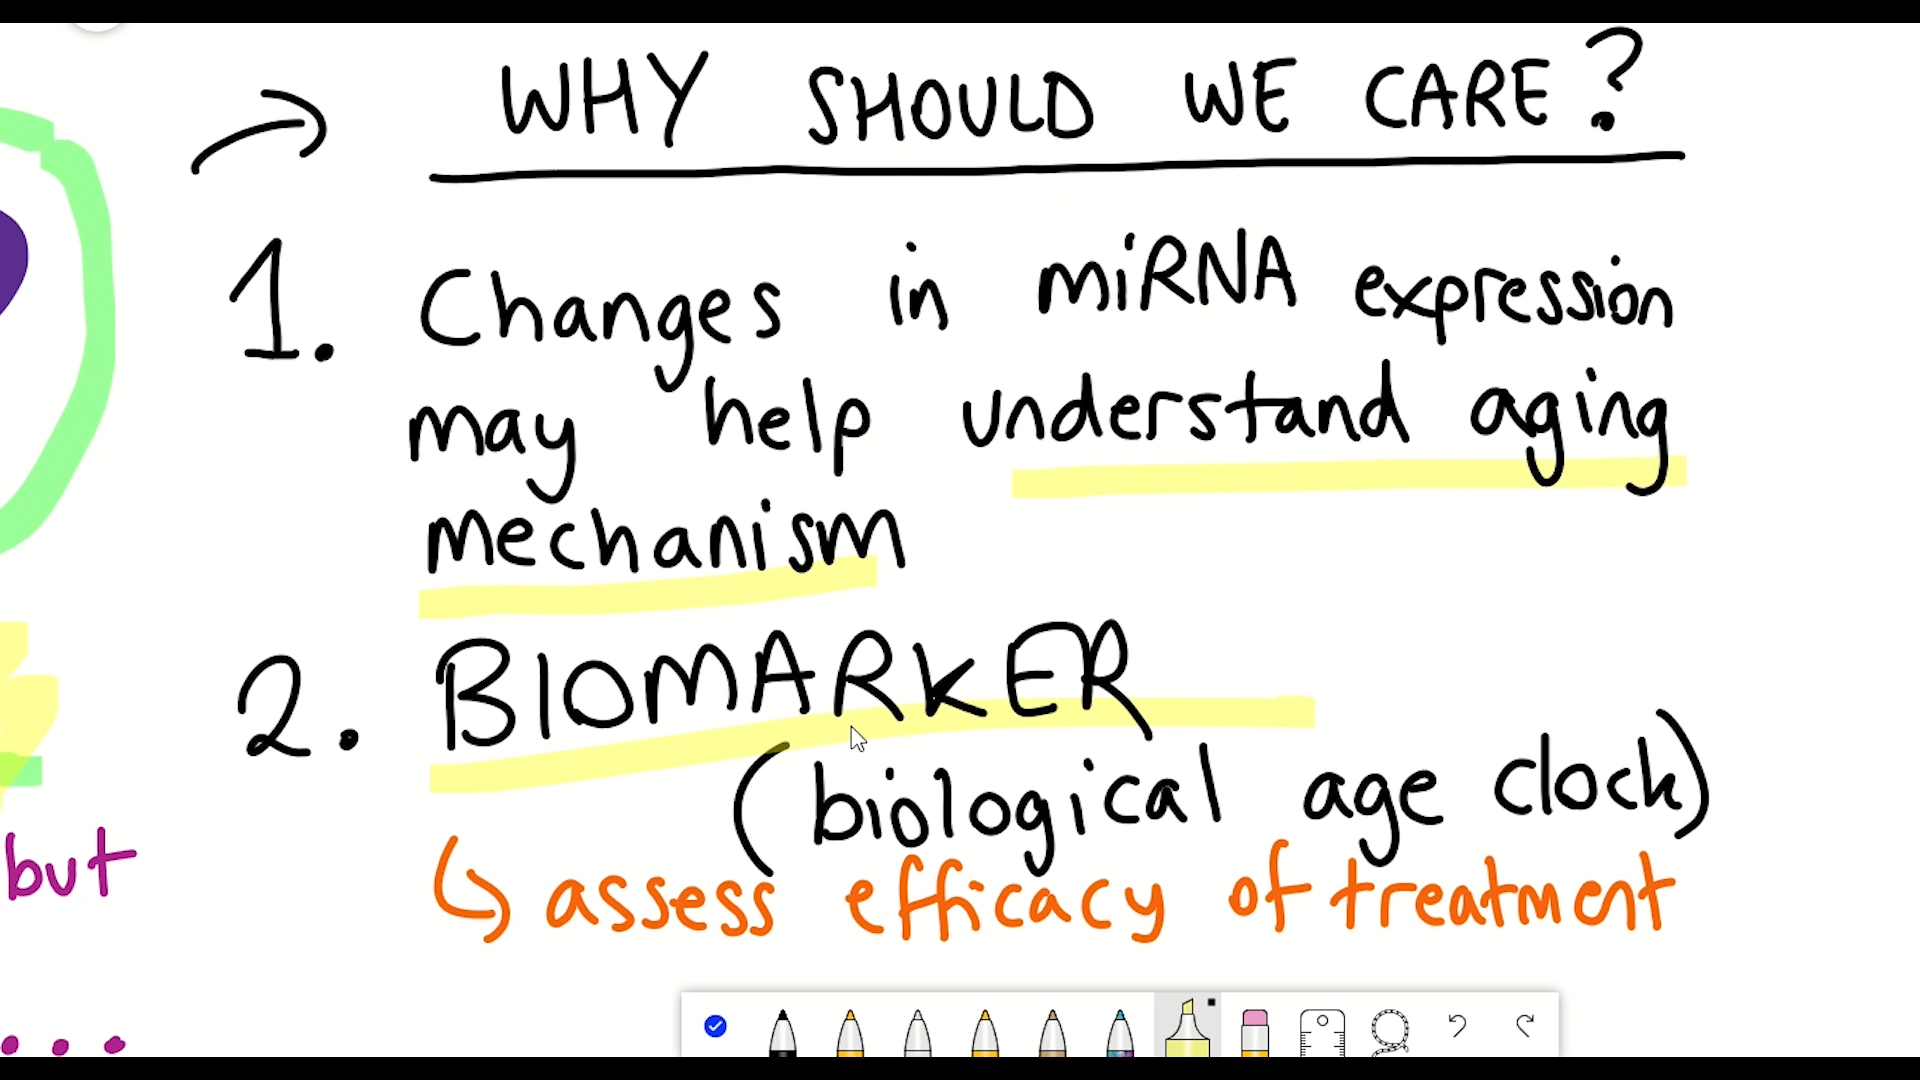 → WHY SHOULD WE CARE?
1. Changes in miRNA expression
may help understand aging
mechanism
2. BIOMARKER
(biological age clock)
↳ assess efficacy of treatment
but
...